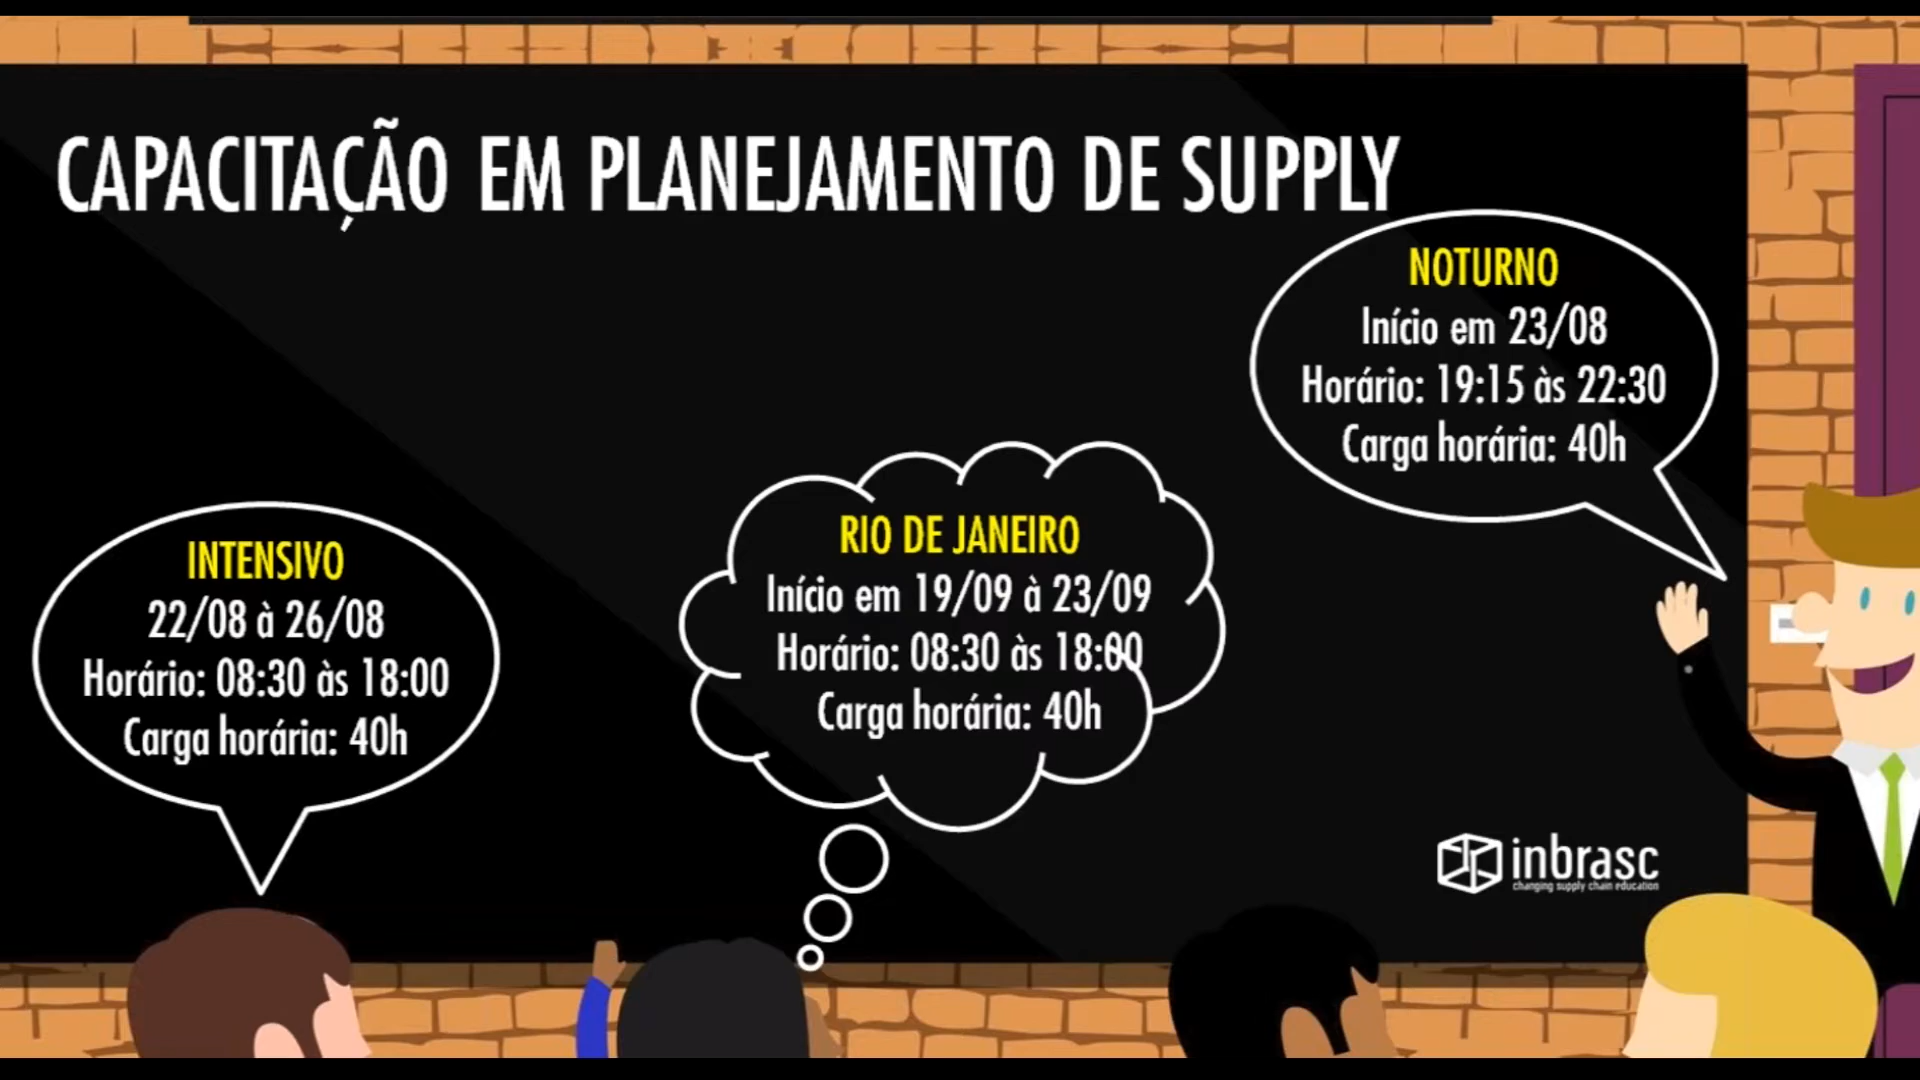 CAPACITAÇÃO EM PLANEJAMENTO DE SUPPLY
NOTURNO
Início em 23/08
Horário: 19:15 às 22:30
Carga horária: 40h
INTENSIVO
22/08 à 26/08
Horário: 08:30 às 18:00
Carga horária: 40h
RIO DE JANEIRO
Início em 19/09 à 23/09
Horário: 08:30 às 18:00
Carga horária: 40h
inbrasc
changing supply chain education